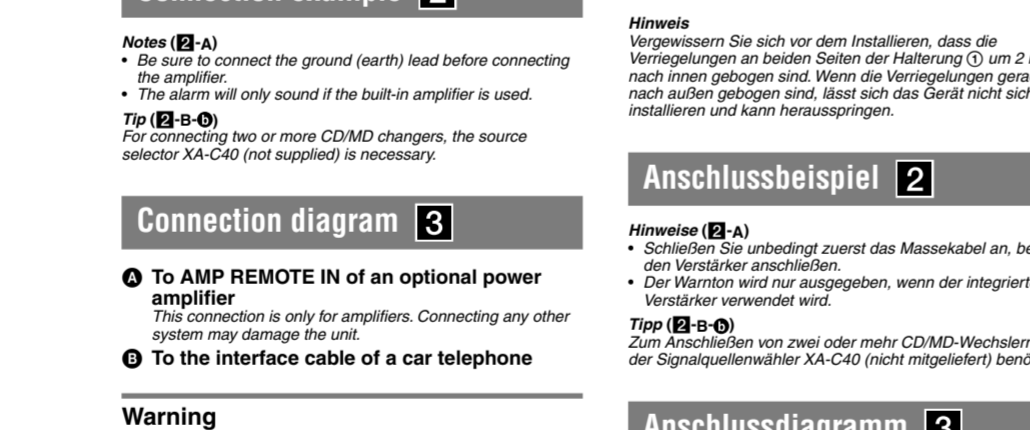 Connection example 2
Notes (2-A)
• Be sure to connect the ground (earth) lead before connecting
the amplifier.
• The alarm will only sound if the built-in amplifier is used.
Tip (2-B-b)
For connecting two or more CD/MD changers, the source
selector XA-C40 (not supplied) is necessary.
Connection diagram 3
A To AMP REMOTE IN of an optional power
amplifier
This connection is only for amplifiers. Connecting any other
system may damage the unit.
B To the interface cable of a car telephone
Warning
Hinweis
Vergewissern Sie sich vor dem Installieren, dass die
Verriegelungen an beiden Seiten der Halterung ① um 2
nach innen gebogen sind. Wenn die Verriegelungen gera
nach außen gebogen sind, lässt sich das Gerät nicht sich
installieren und kann herausspringen.
Anschlussbeispiel 2
Hinweise (2-A)
• Schließen Sie unbedingt zuerst das Massekabel an, be
den Verstärker anschließen.
• Der Warnton wird nur ausgegeben, wenn der integriert
Verstärker verwendet wird.
Tipp (2-B-b)
Zum Anschließen von zwei oder mehr CD/MD-Wechslern
der Signalquellenwähler XA-C40 (nicht mitgeliefert) benö
Anschlussdiagramm 3